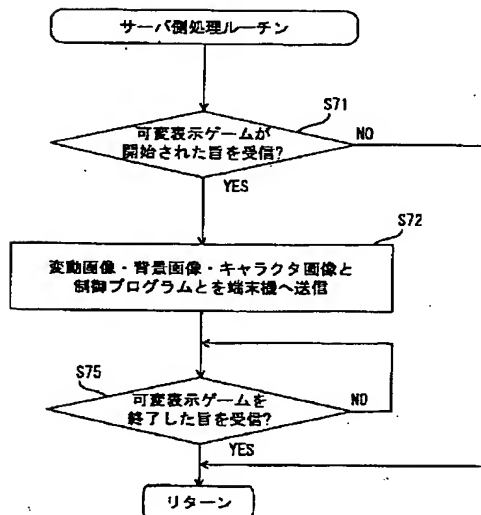 サーバ側処理ルーチン
S71
可変表示ゲームが
開始された旨を受信?
NO
YES
S72
変動画像・背景画像・キャラクタ画像と
制御プログラムとを端末機へ送信
S75
可変表示ゲームを
終了した旨を受信?
NO
YES
リターン